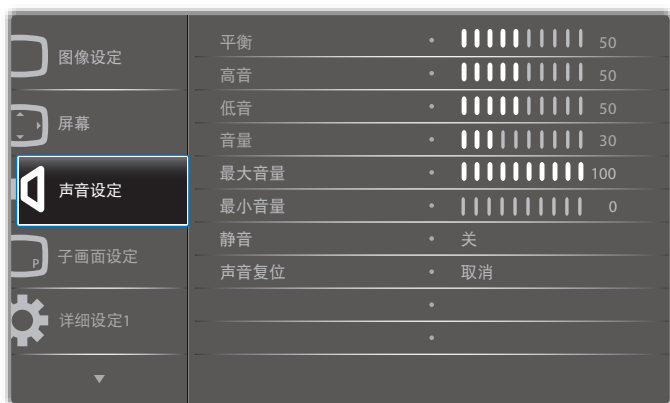 图像设定
屏幕
声音设定
P
子画面设定
详细设定1
平衡 • 50
高音 • 50
低音 • 50
音量 • 30
最大音量 • 100
最小音量 • 0
静音 • 关
声音复位 • 取消
•
•